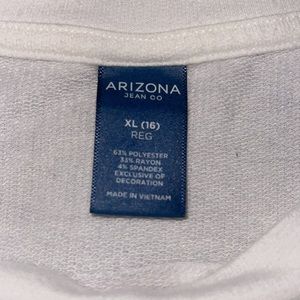 ARIZONA
JEAN CO
XL (16)
REG
63% POLYESTER
33% RAYON
4% SPANDEX
EXCLUSIVE OF
DECORATION
MADE IN VIETNAM